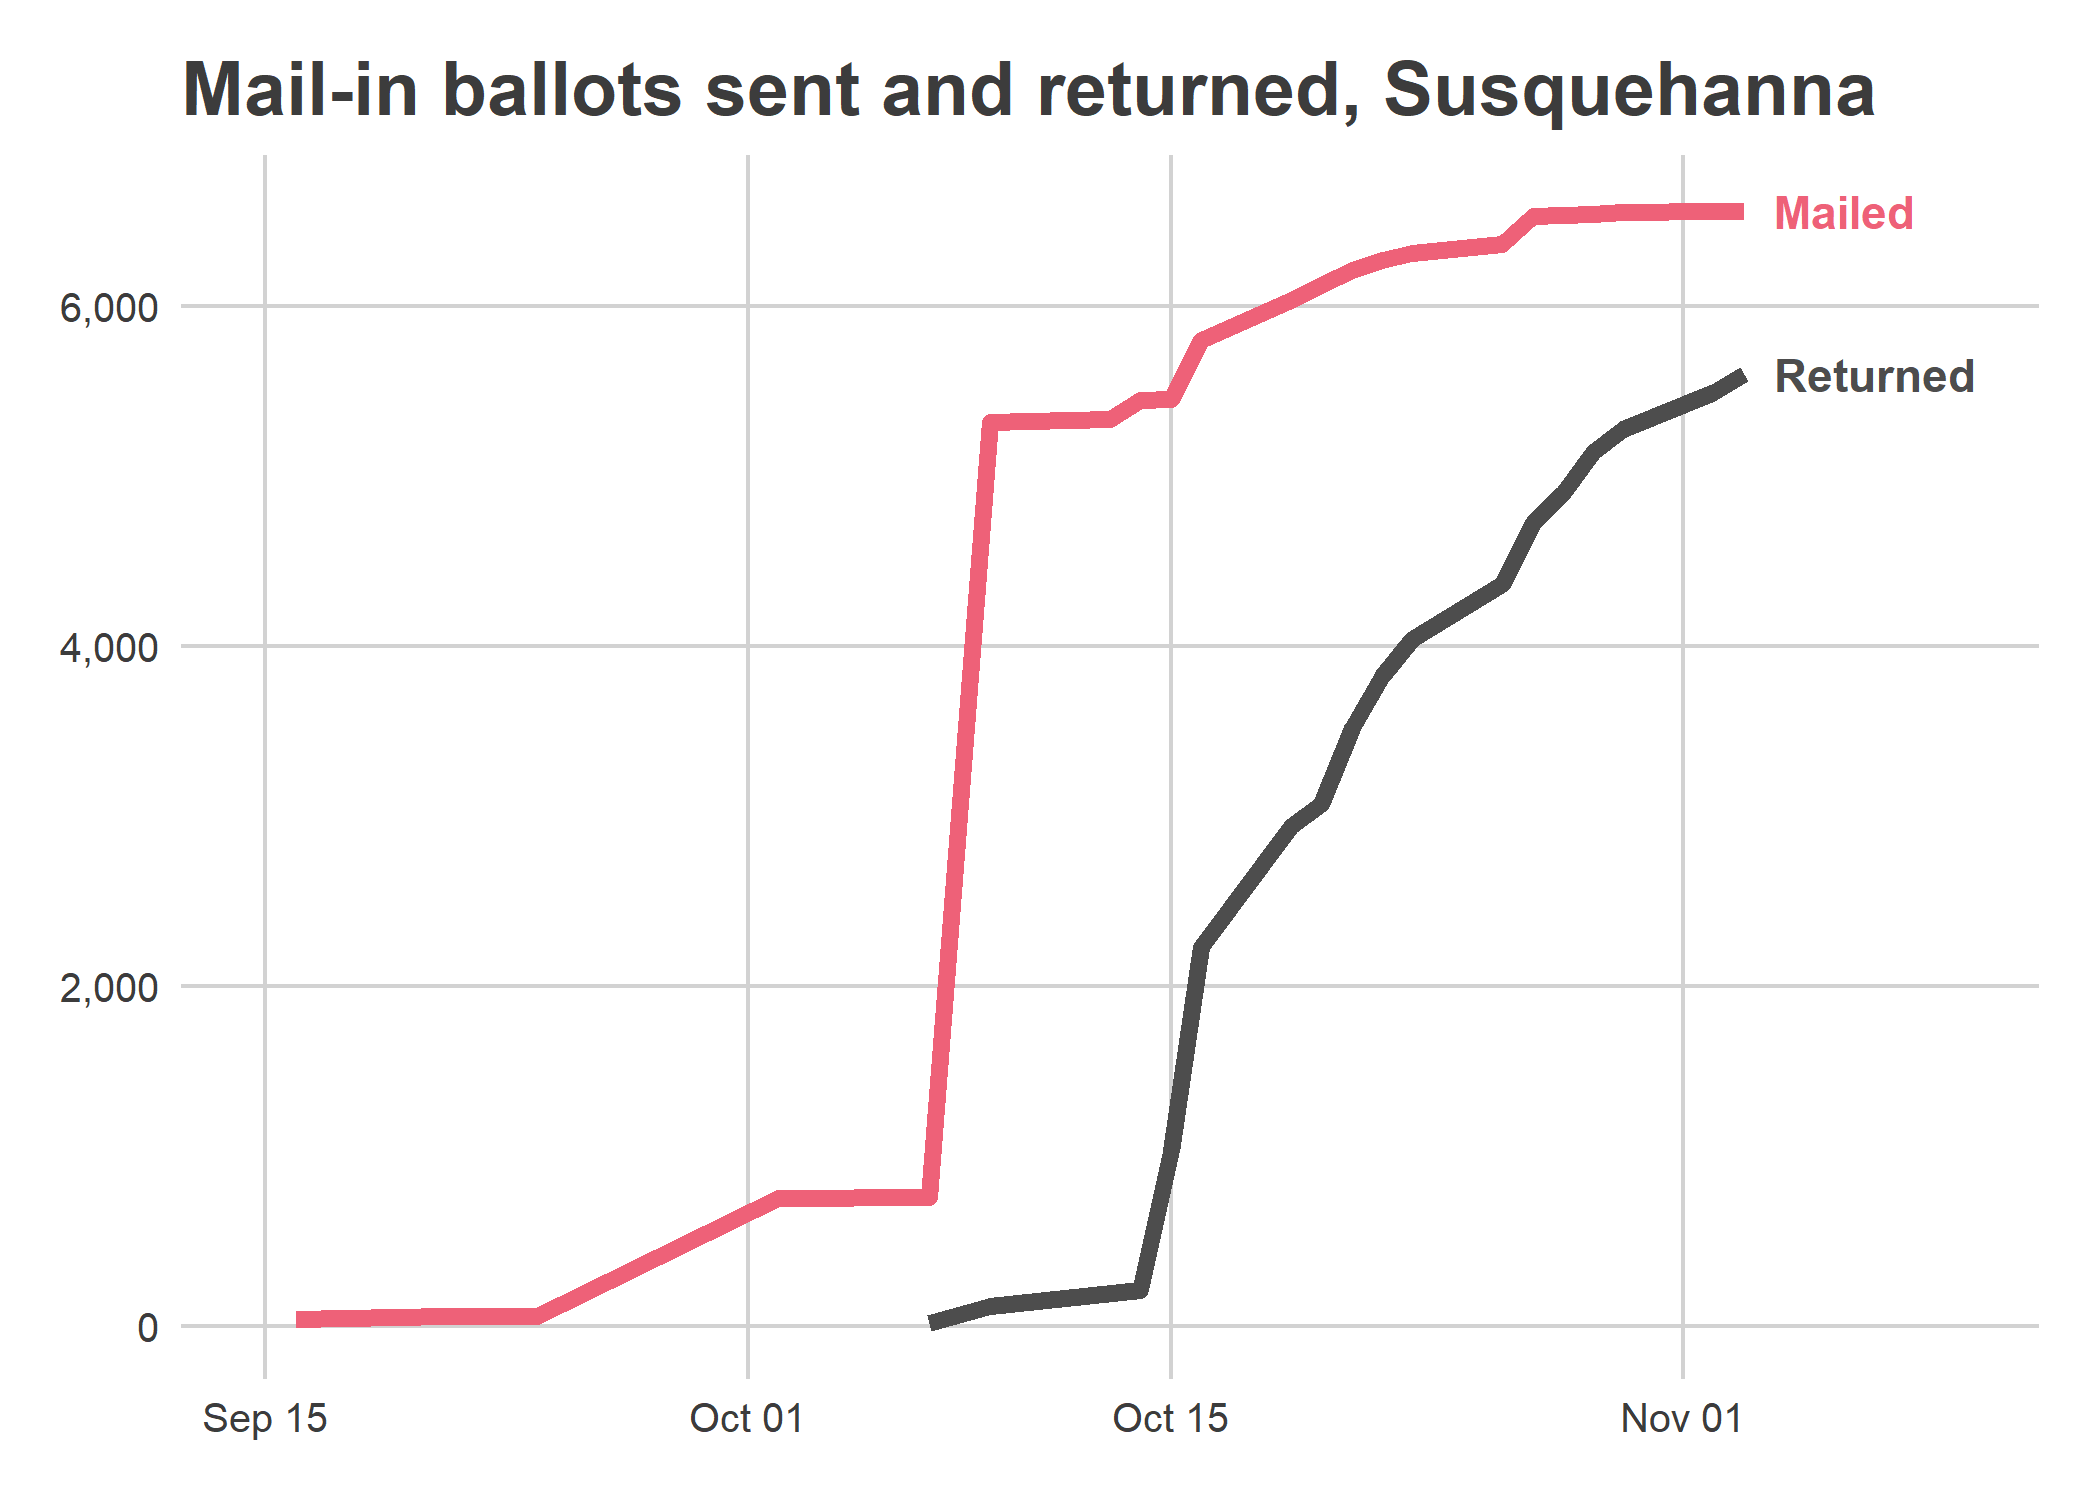 Mail-in ballots sent and returned, Susquehanna
Mailed
6,000
Returned
4,000
2,000
0
Sep 15 Oct 01 Oct 15 Nov 01